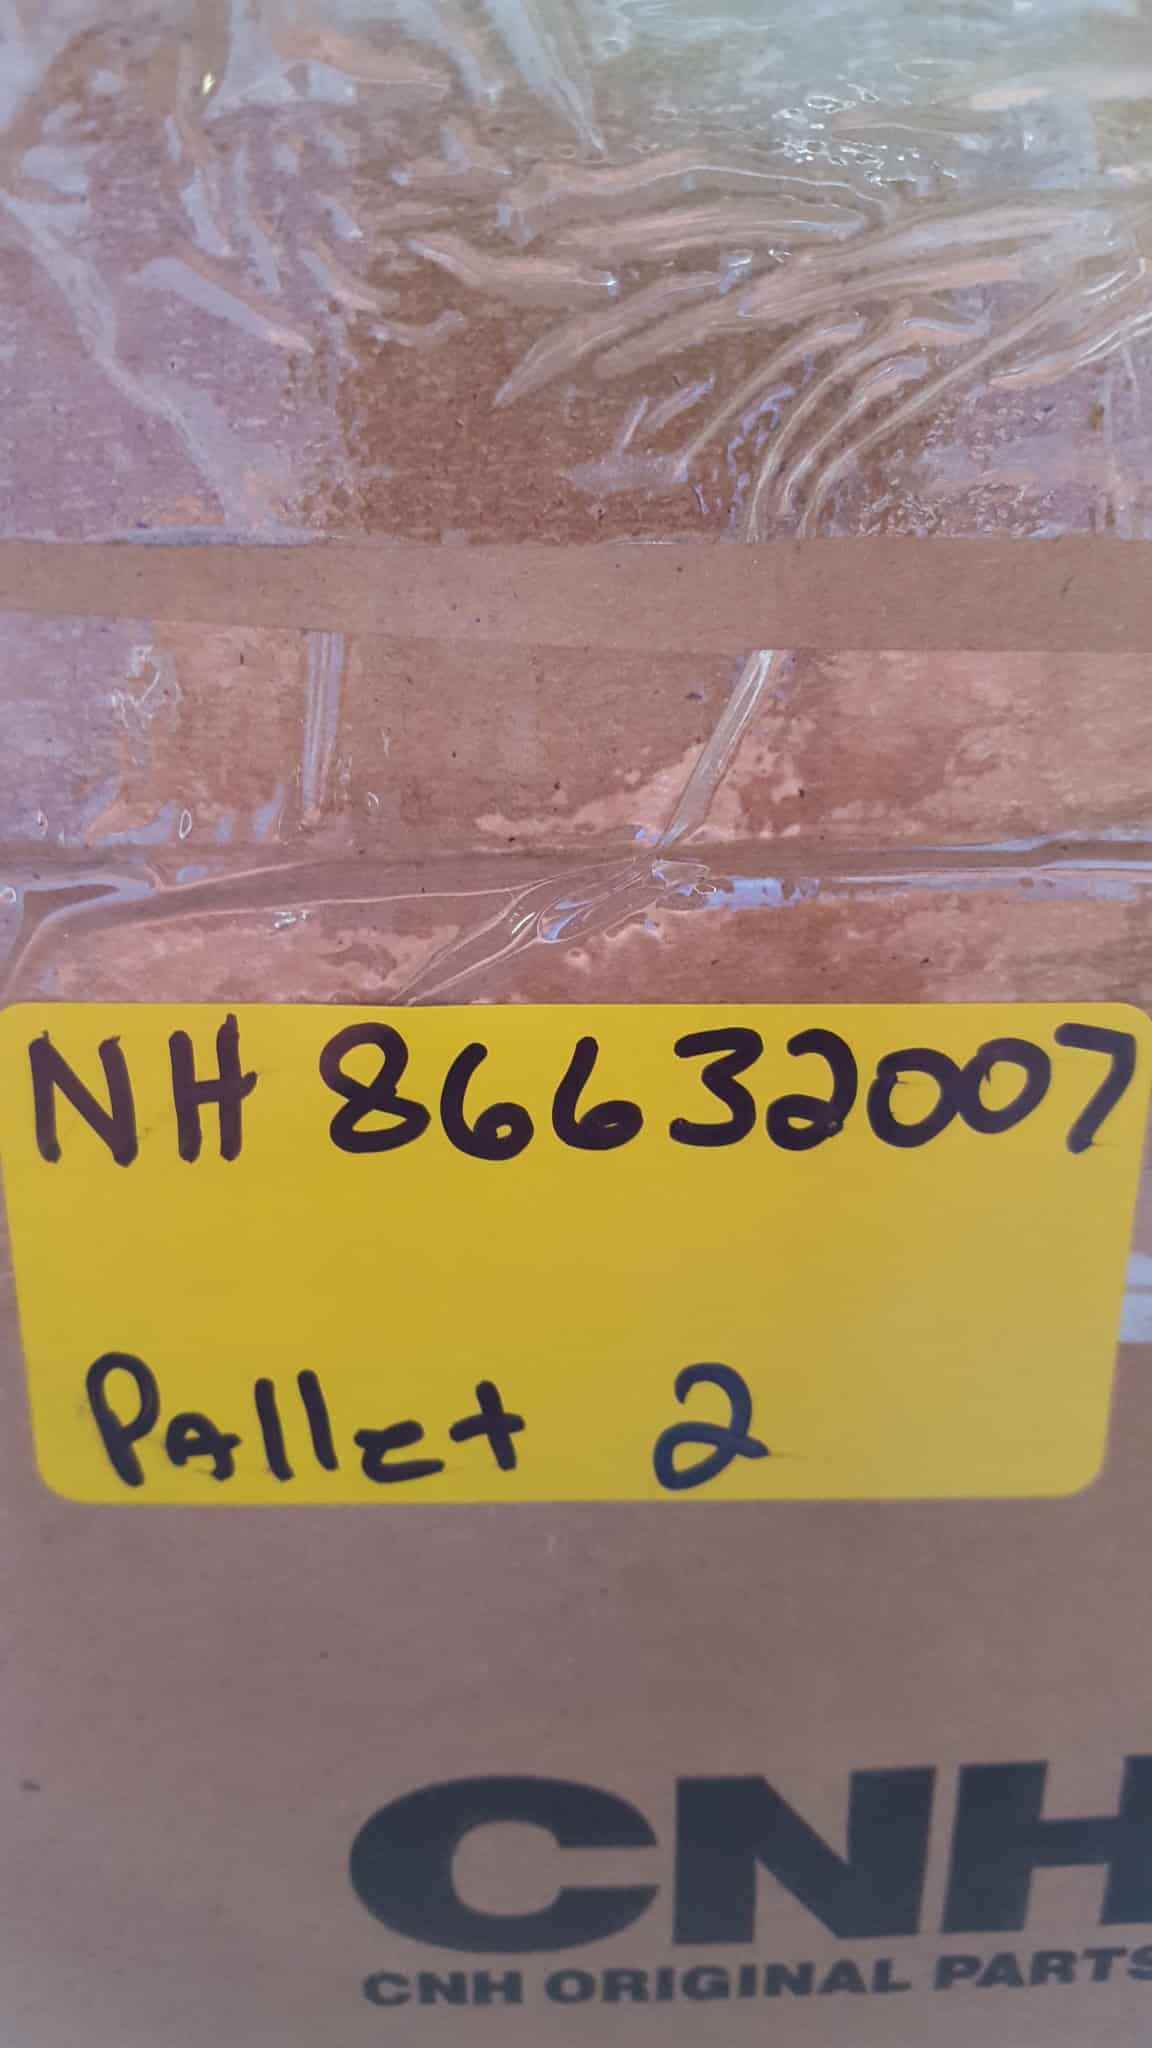 NH 86632007
Pallet 2
CNH
CNH ORIGINAL PARTS